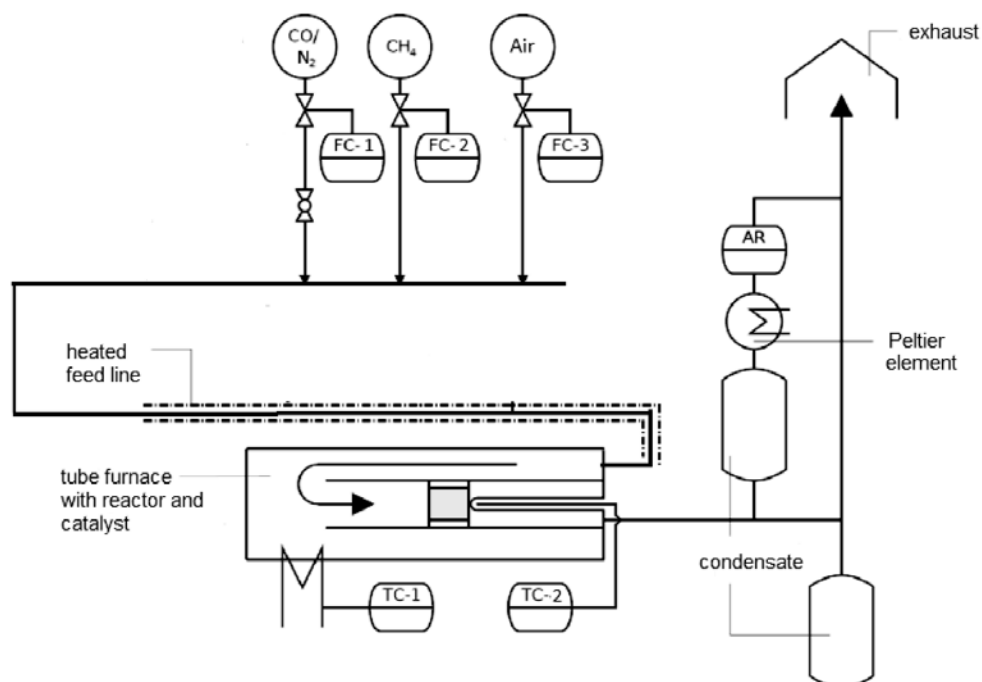 CO/
N₂
CH₄
Air
exhaust
FC-1
FC-2
FC-3
AR
heated
feed line
Peltier
element
tube furnace
with reactor and
catalyst
condensate
TC-1
TC-2